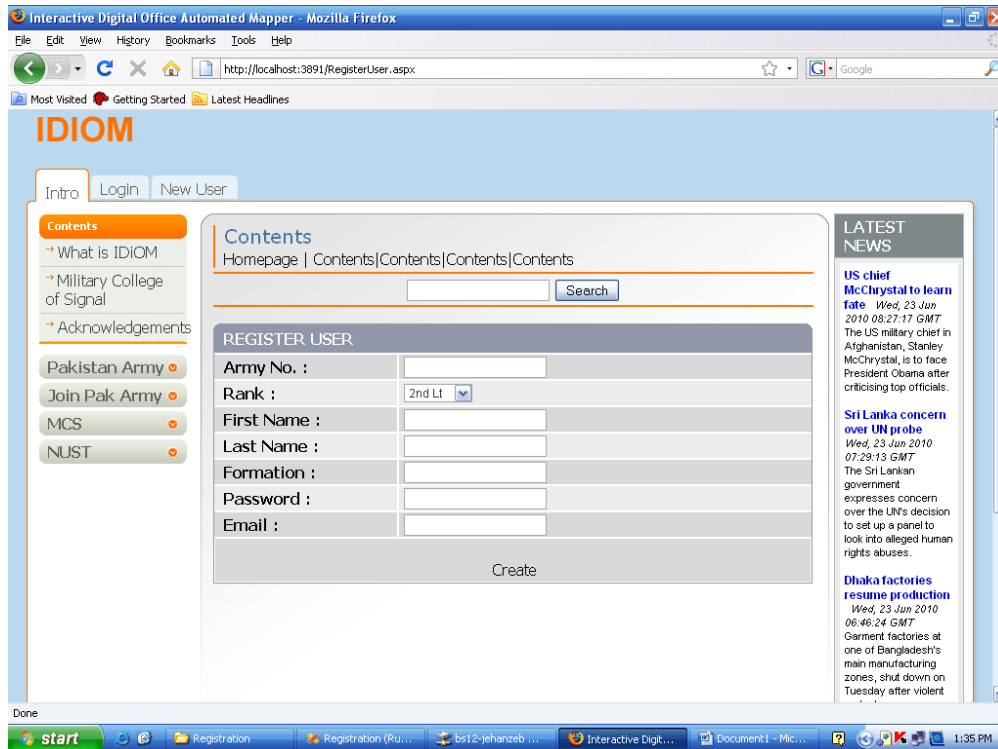 Interactive Digital Office Automated Mapper - Mozilla Firefox
File Edit View History Bookmarks Tools Help
http://localhost:3891/RegisterUser.aspx
G Google
Most Visited Getting Started Latest Headlines
IDIOM
Intro Login New User
Contents
What is IDiOM
Military College
of Signal
Acknowledgements
Pakistan Army
Join Pak Army
MCS
NUST
Contents
Homepage | Contents|Contents|Contents|Contents
Search
REGISTER USER
Army No. :
Rank : 2nd Lt
First Name :
Last Name :
Formation :
Password :
Email :
Create
LATEST
NEWS
US chief
McChrystal to learn
fate Wed, 23 Jun
2010 08:27:17 GMT
The US military chief in
Afghanistan, Stanley
McChrystal, is to face
President Obama after
criticising top officials.
Sri Lanka concern
over UN probe
Wed, 23 Jun 2010
07:29:13 GMT
The Sri Lankan
government
expresses concern
over the UN's decision
to set up a panel to
look into alleged human
rights abuses.
Dhaka factories
resume production
Wed, 23 Jun 2010
06:46:24 GMT
Garment factories at
one of Bangladesh's
main manufacturing
zones, shut down on
Tuesday after violent
Done
start Registration Registration (Ru... bs12-jehanzeb ... Interactive Digit... Document1 - Mic... 1:35 PM